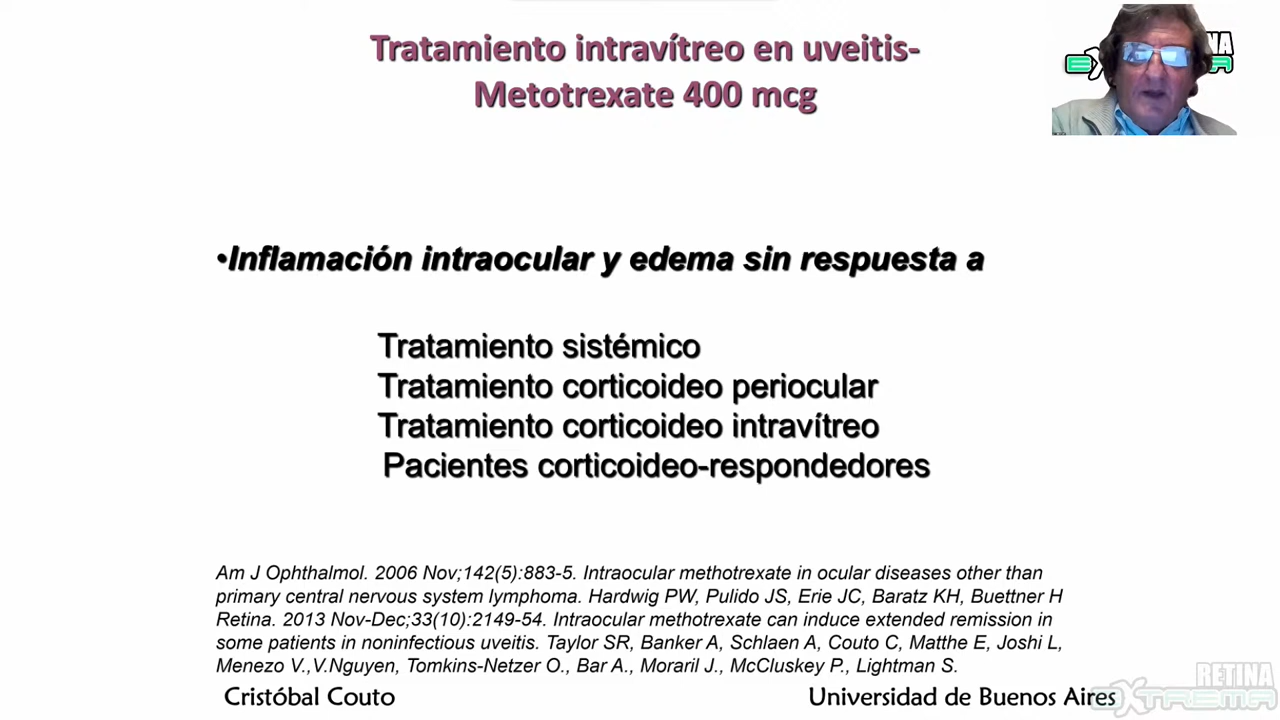 Tratamiento intravítreo en uveitis-
Metotrexate 400 mcg
•Inflamación intraocular y edema sin respuesta a
Tratamiento sistémico
Tratamiento corticoideo periocular
Tratamiento corticoideo intravítreo
Pacientes corticoideo-respondedores
Am J Ophthalmol. 2006 Nov;142(5):883-5. Intraocular methotrexate in ocular diseases other than
primary central nervous system lymphoma. Hardwig PW, Pulido JS, Erie JC, Baratz KH, Buettner H
Retina. 2013 Nov-Dec;33(10):2149-54. Intraocular methotrexate can induce extended remission in
some patients in noninfectious uveitis. Taylor SR, Banker A, Schlaen A, Couto C, Matthe E, Joshi L,
Menezo V.,V.Nguyen, Tomkins-Netzer O., Bar A., Moraril J., McCluskey P., Lightman S.
Cristóbal Couto
Universidad de Buenos Aires
RETINA
EXTREMA